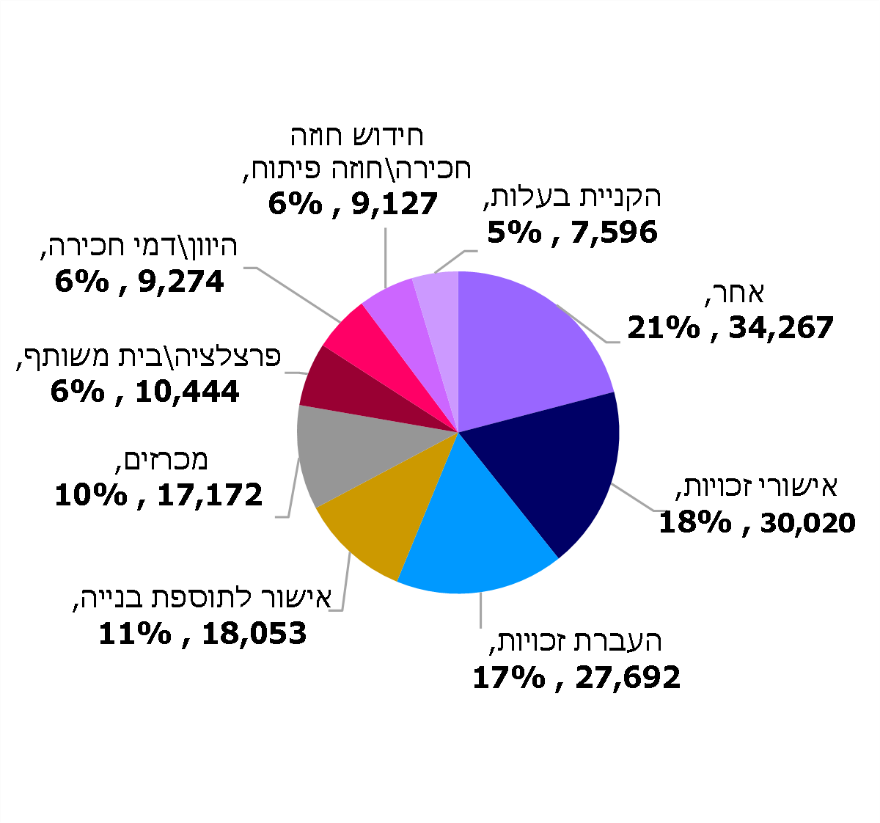 חידוש חוזה
חכירה\חוזה פיתוח,
9,127 , 6%
הקניית בעלות,
7,596 , 5%
היוון\דמי חכירה,
9,274 , 6%
אחר,
34,267 , 21%
פרצלציה\בית משותף,
10,444 , 6%
מכרזים,
17,172 , 10%
אישורי זכויות,
30,020 , 18%
אישור לתוספת בנייה,
18,053 , 11%
העברת זכויות,
27,692 , 17%